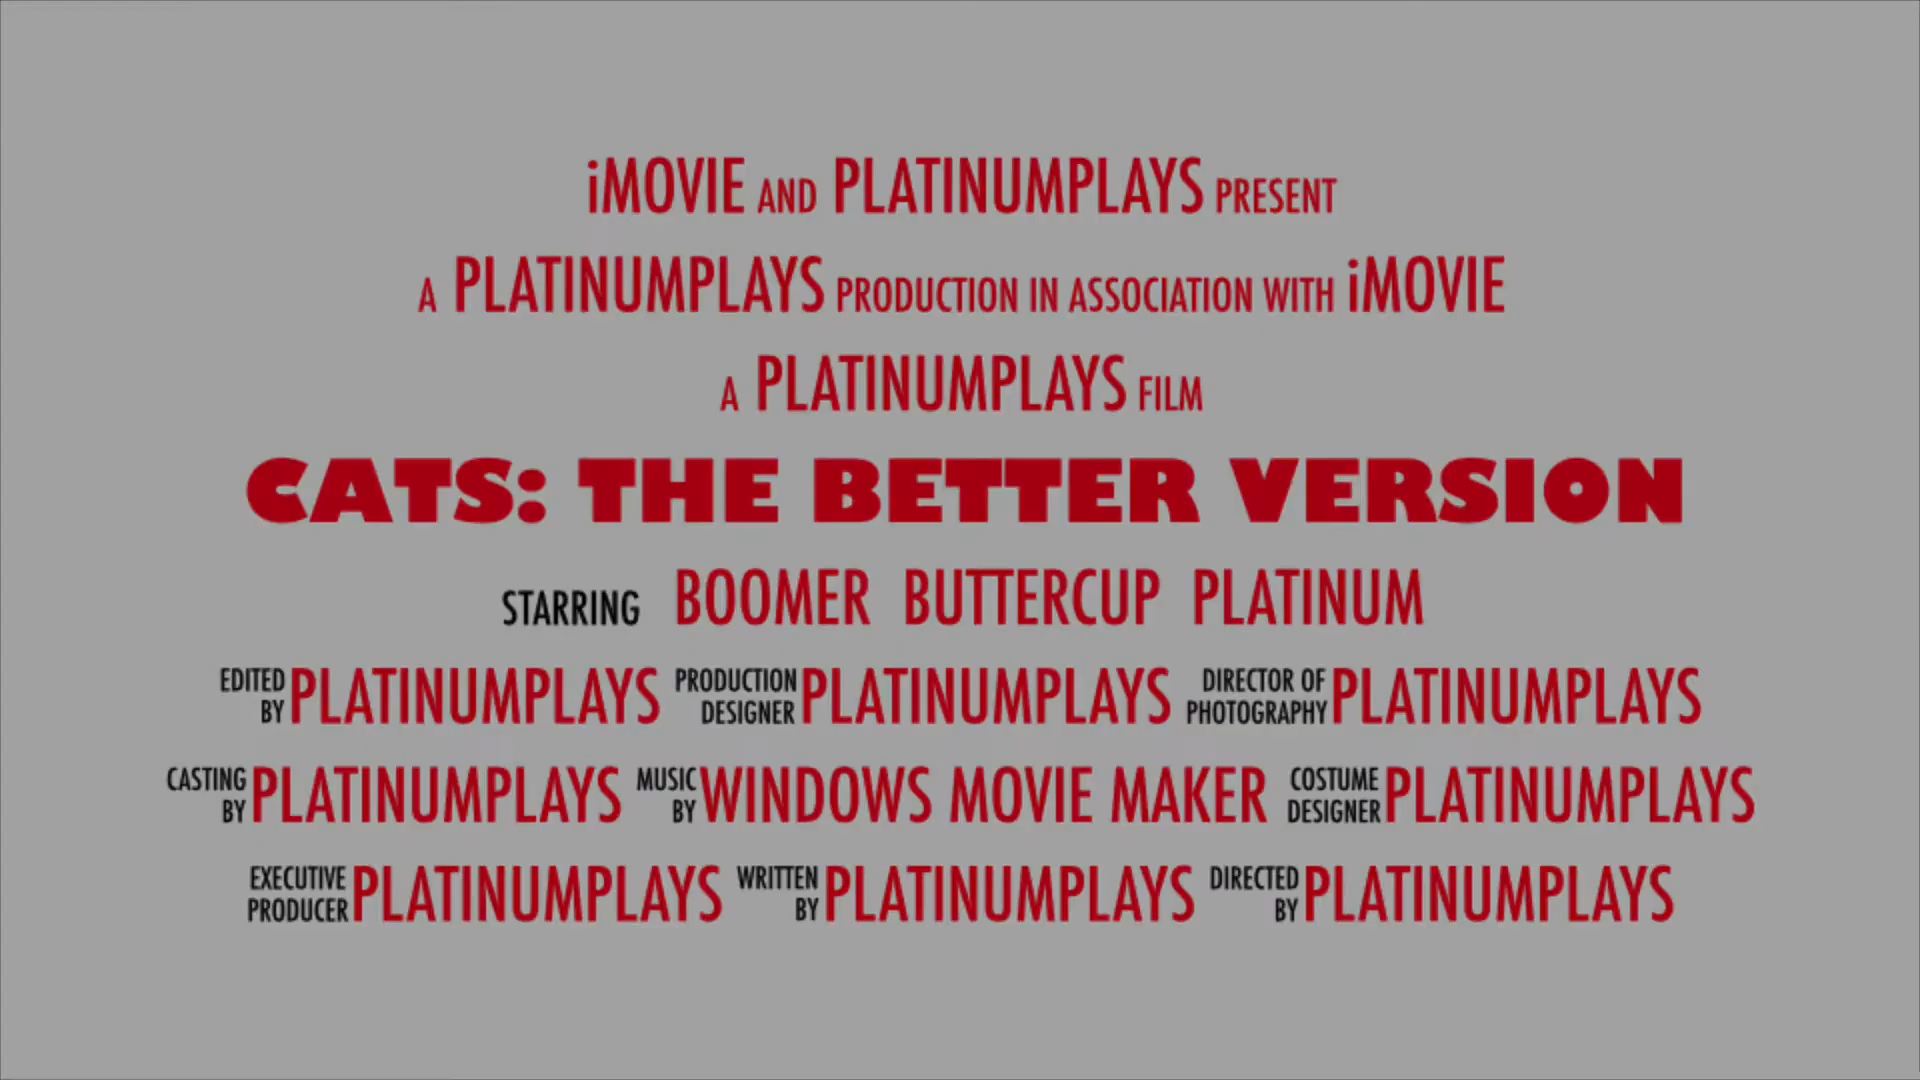 iMOVIE AND PLATINUMPLAYS PRESENT
A PLATINUMPLAYS PRODUCTION IN ASSOCIATION WITH iMOVIE
A PLATINUMPLAYS FILM
CATS: THE BETTER VERSION
STARRING BOOMER BUTTERCUP PLATINUM
EDITED BY PLATINUMPLAYS PRODUCTION DESIGNER PLATINUMPLAYS DIRECTOR OF PHOTOGRAPHY PLATINUMPLAYS
CASTING BY PLATINUMPLAYS MUSIC BY WINDOWS MOVIE MAKER COSTUME DESIGNER PLATINUMPLAYS
EXECUTIVE PRODUCER PLATINUMPLAYS WRITTEN BY PLATINUMPLAYS DIRECTED BY PLATINUMPLAYS